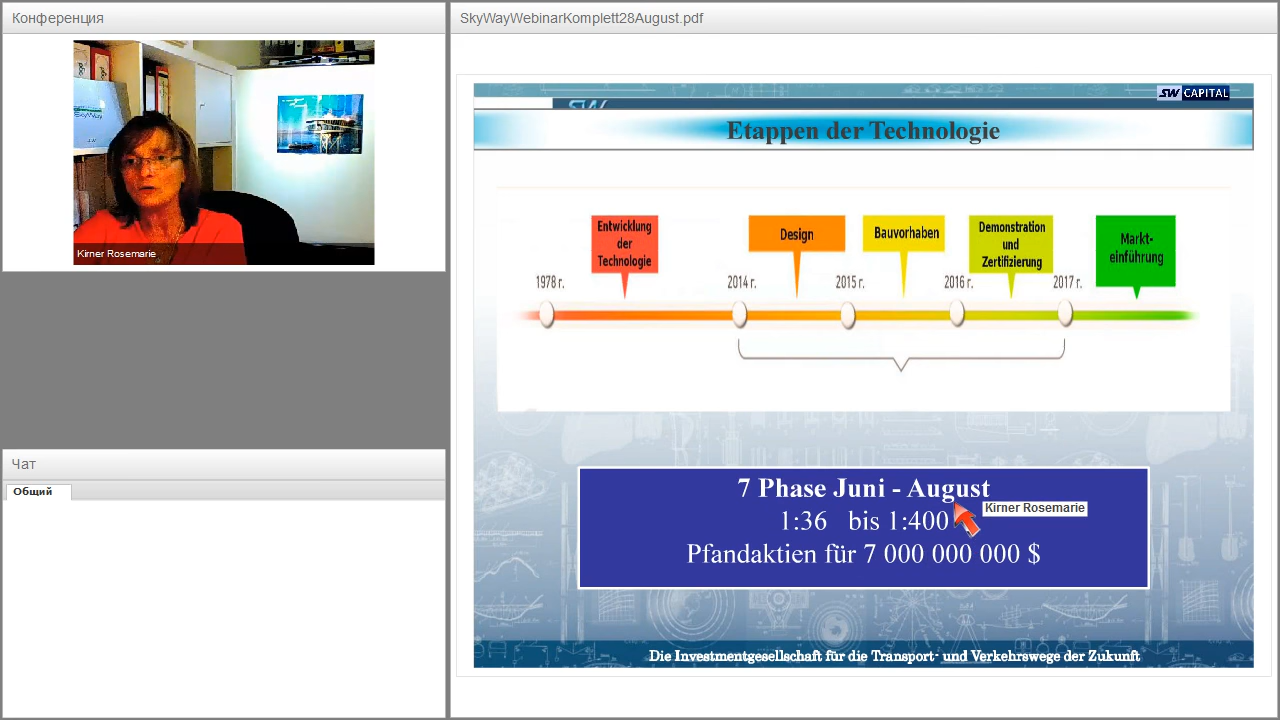 Конференция
SkyWay
Kirner Rosemarie
Чат
Общий
SkyWayWebinarKomplett28August.pdf
SW
SW CAPITAL
Etappen der Technologie
Entwicklung
der
Technologie
Design
Bauvorhaben
Demonstration
und
Zertifizierung
Markt-
einführung
1978 г.
2014 г.
2015 г.
2016 г.
2017 г.
7 Phase Juni - August
1:36 bis 1:400
Kirner Rosemarie
Pfandaktien für 7 000 000 000 $
Die Investmentgesellschaft für die Transport- und Verkehrswege der Zukunft